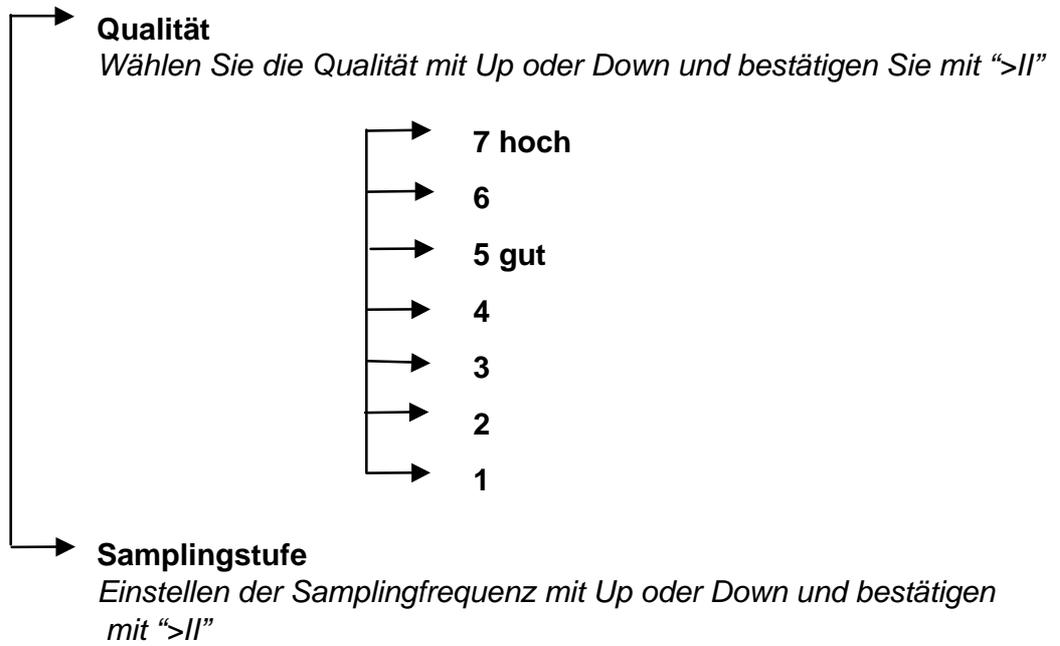 Qualität
Wählen Sie die Qualität mit Up oder Down und bestätigen Sie mit “>II”
7 hoch
6
5 gut
4
3
2
1
Samplingstufe
Einstellen der Samplingfrequenz mit Up oder Down und bestätigen
mit “>II”